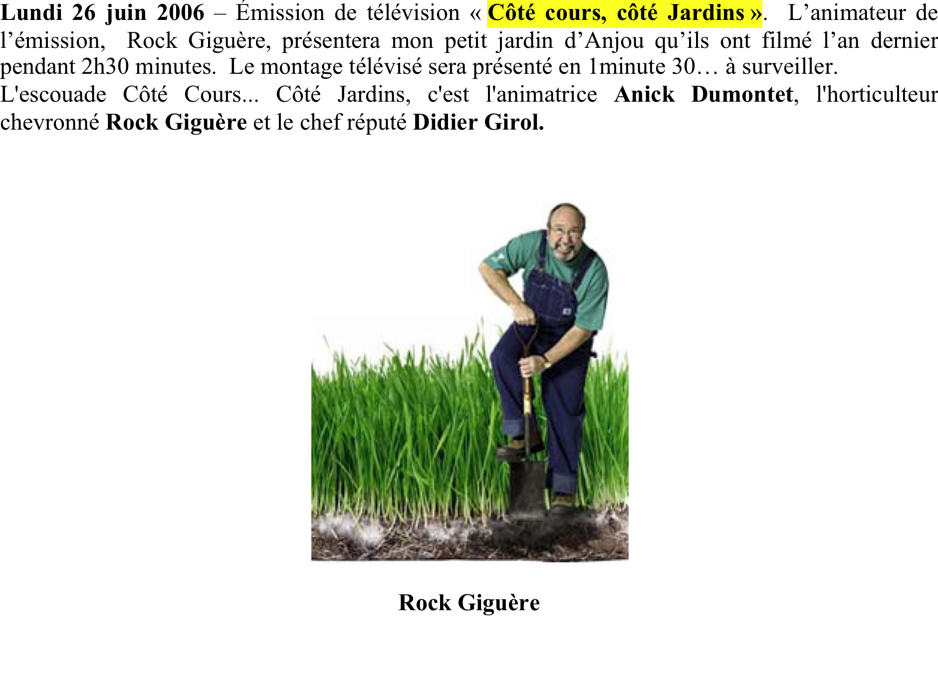 Lundi 26 juin 2006 – Émission de télévision « Côté cours, côté Jardins ». L’animateur de
l’émission, Rock Giguère, présentera mon petit jardin d’Anjou qu’ils ont filmé l’an dernier
pendant 2h30 minutes. Le montage télévisé sera présenté en 1minute 30… à surveiller.
L'escouade Côté Cours... Côté Jardins, c'est l'animatrice Anick Dumontet, l'horticulteur
chevronné Rock Giguère et le chef réputé Didier Girol.
Rock Giguère